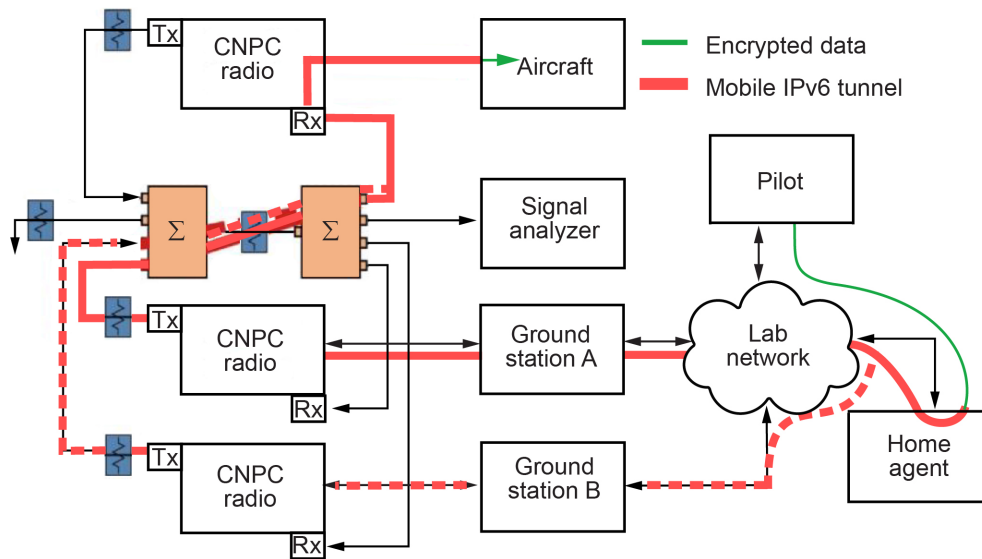 Tx
CNPC
radio
Rx
Aircraft
Encrypted data
Mobile IPv6 tunnel
Pilot
Σ
Σ
Signal
analyzer
Tx
CNPC
radio
Rx
Ground
station A
Lab
network
Home
agent
Tx
CNPC
radio
Rx
Ground
station B